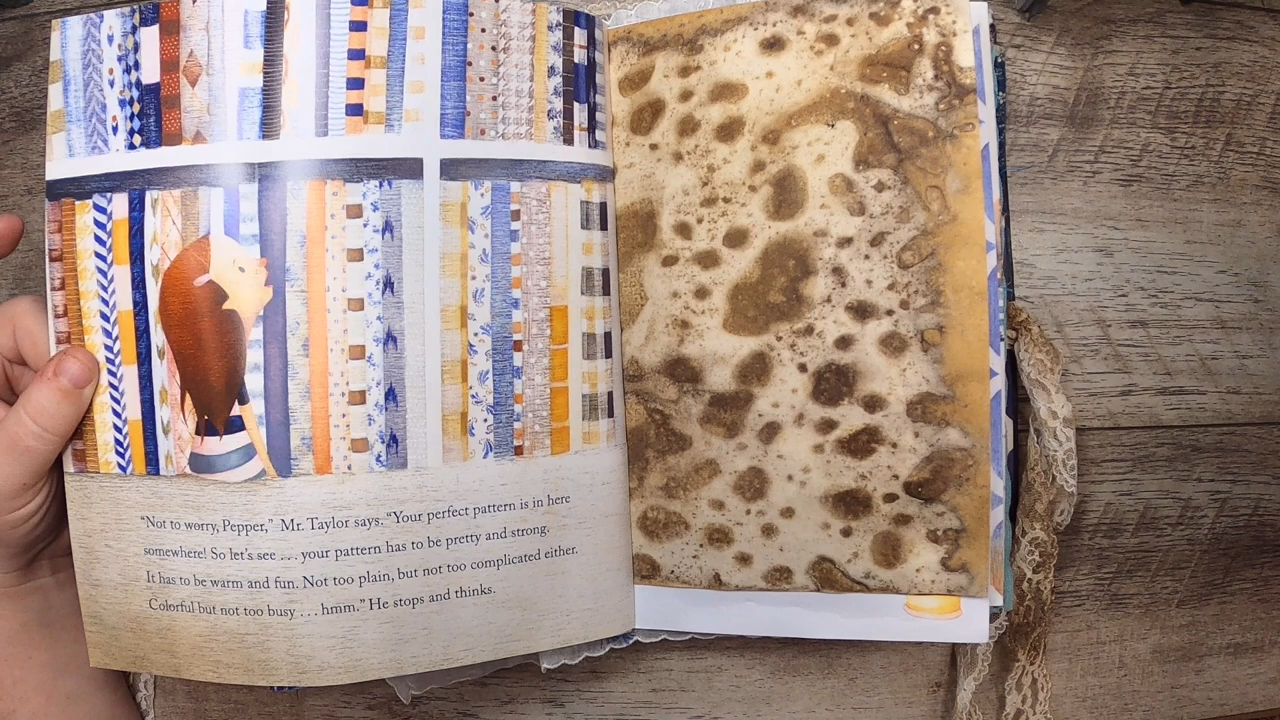 “Not to worry, Pepper,” Mr. Taylor says. “Your perfect pattern is in here
somewhere! So let’s see . . . your pattern has to be pretty and strong.
It has to be warm and fun. Not too plain, but not too complicated either.
Colorful but not too busy . . . hmm.” He stops and thinks.